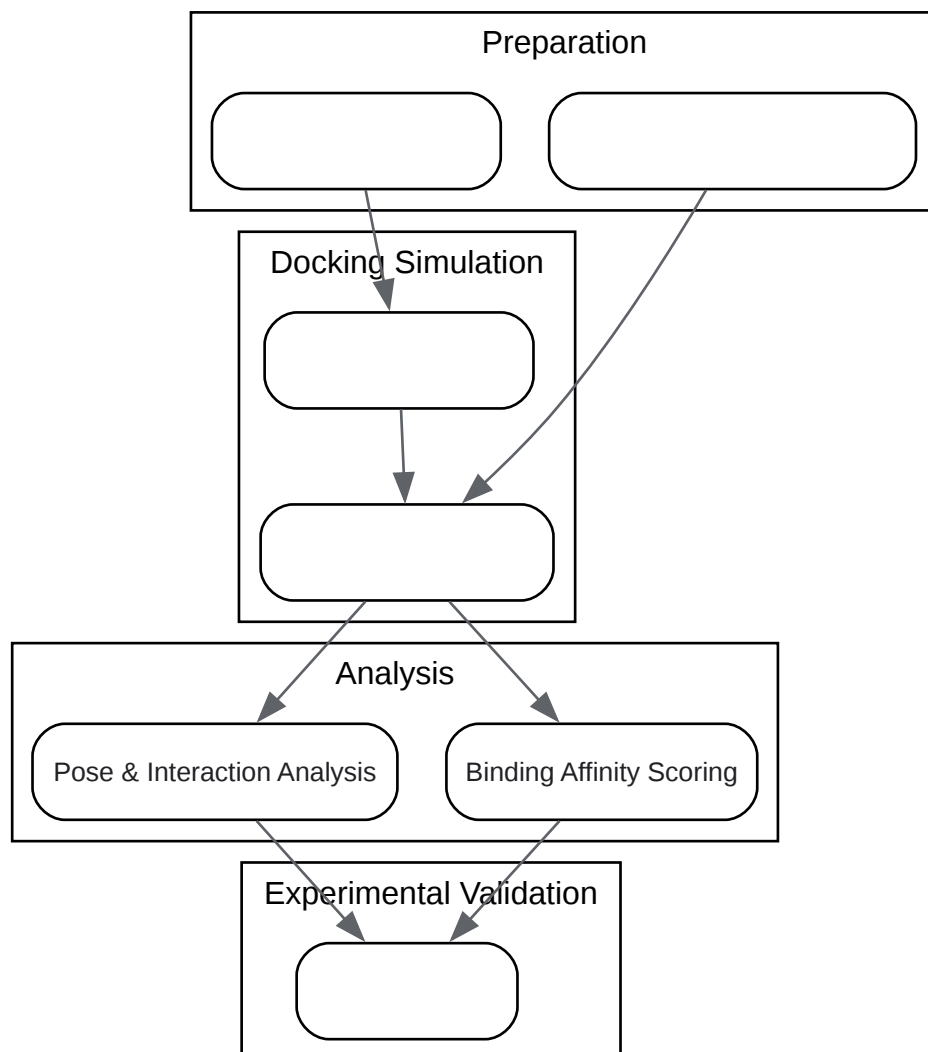 Preparation
Docking Simulation
Analysis
Pose & Interaction Analysis
Binding Affinity Scoring
Experimental Validation